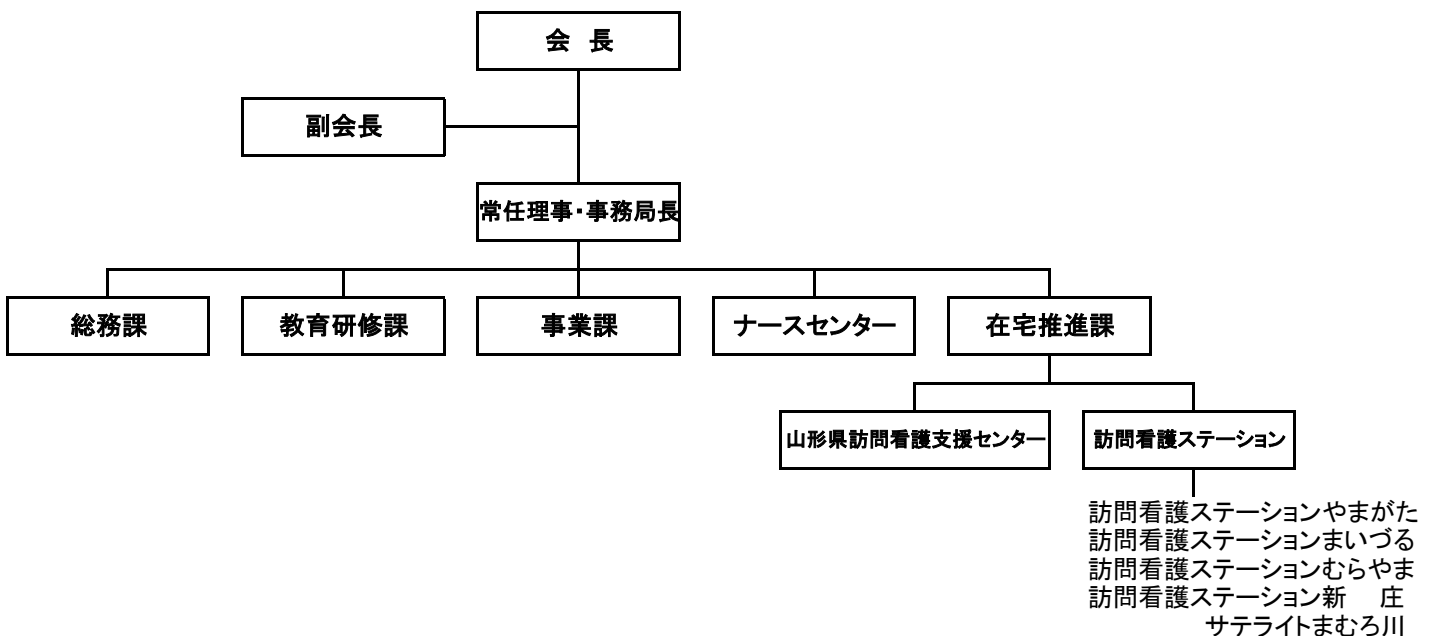 会 長
副会長
常任理事・事務局長
総務課
教育研修課
事業課
ナースセンター
在宅推進課
山形県訪問看護支援センター
訪問看護ステーション
訪問看護ステーションやまがた
訪問看護ステーションまいづる
訪問看護ステーションむらやま
訪問看護ステーション新 庄
サテライトまむろ川